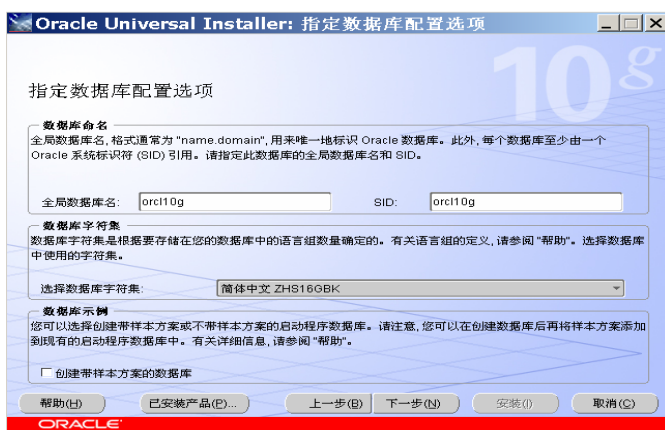 Oracle Universal Installer: 指定数据库配置选项
10g
指定数据库配置选项
数据库命名
全局数据库名, 格式通常为 "name.domain", 用来唯一地标识 Oracle 数据库。此外, 每个数据库至少由一个
Oracle 系统标识符 (SID) 引用。请指定此数据库的全局数据库名和 SID。
全局数据库名: orcl10g SID: orcl10g
数据库字符集
数据库字符集是根据要存储在您的数据库中的语言组数量确定的。有关语言组的定义, 请参阅 "帮助"。选择数据库
中使用的字符集。
选择数据库字符集: 简体中文 ZHS16GBK
数据库示例
您可以选择创建带样本方案或不带样本方案的启动程序数据库。请注意, 您可以在创建数据库后再将样本方案添加
到现有的启动程序数据库中。有关详细信息, 请参阅 "帮助"。
创建带样本方案的数据库
帮助(H) 已安装产品(P)... 上一步(B) 下一步(N) 安装(I) 取消(C)
ORACLE